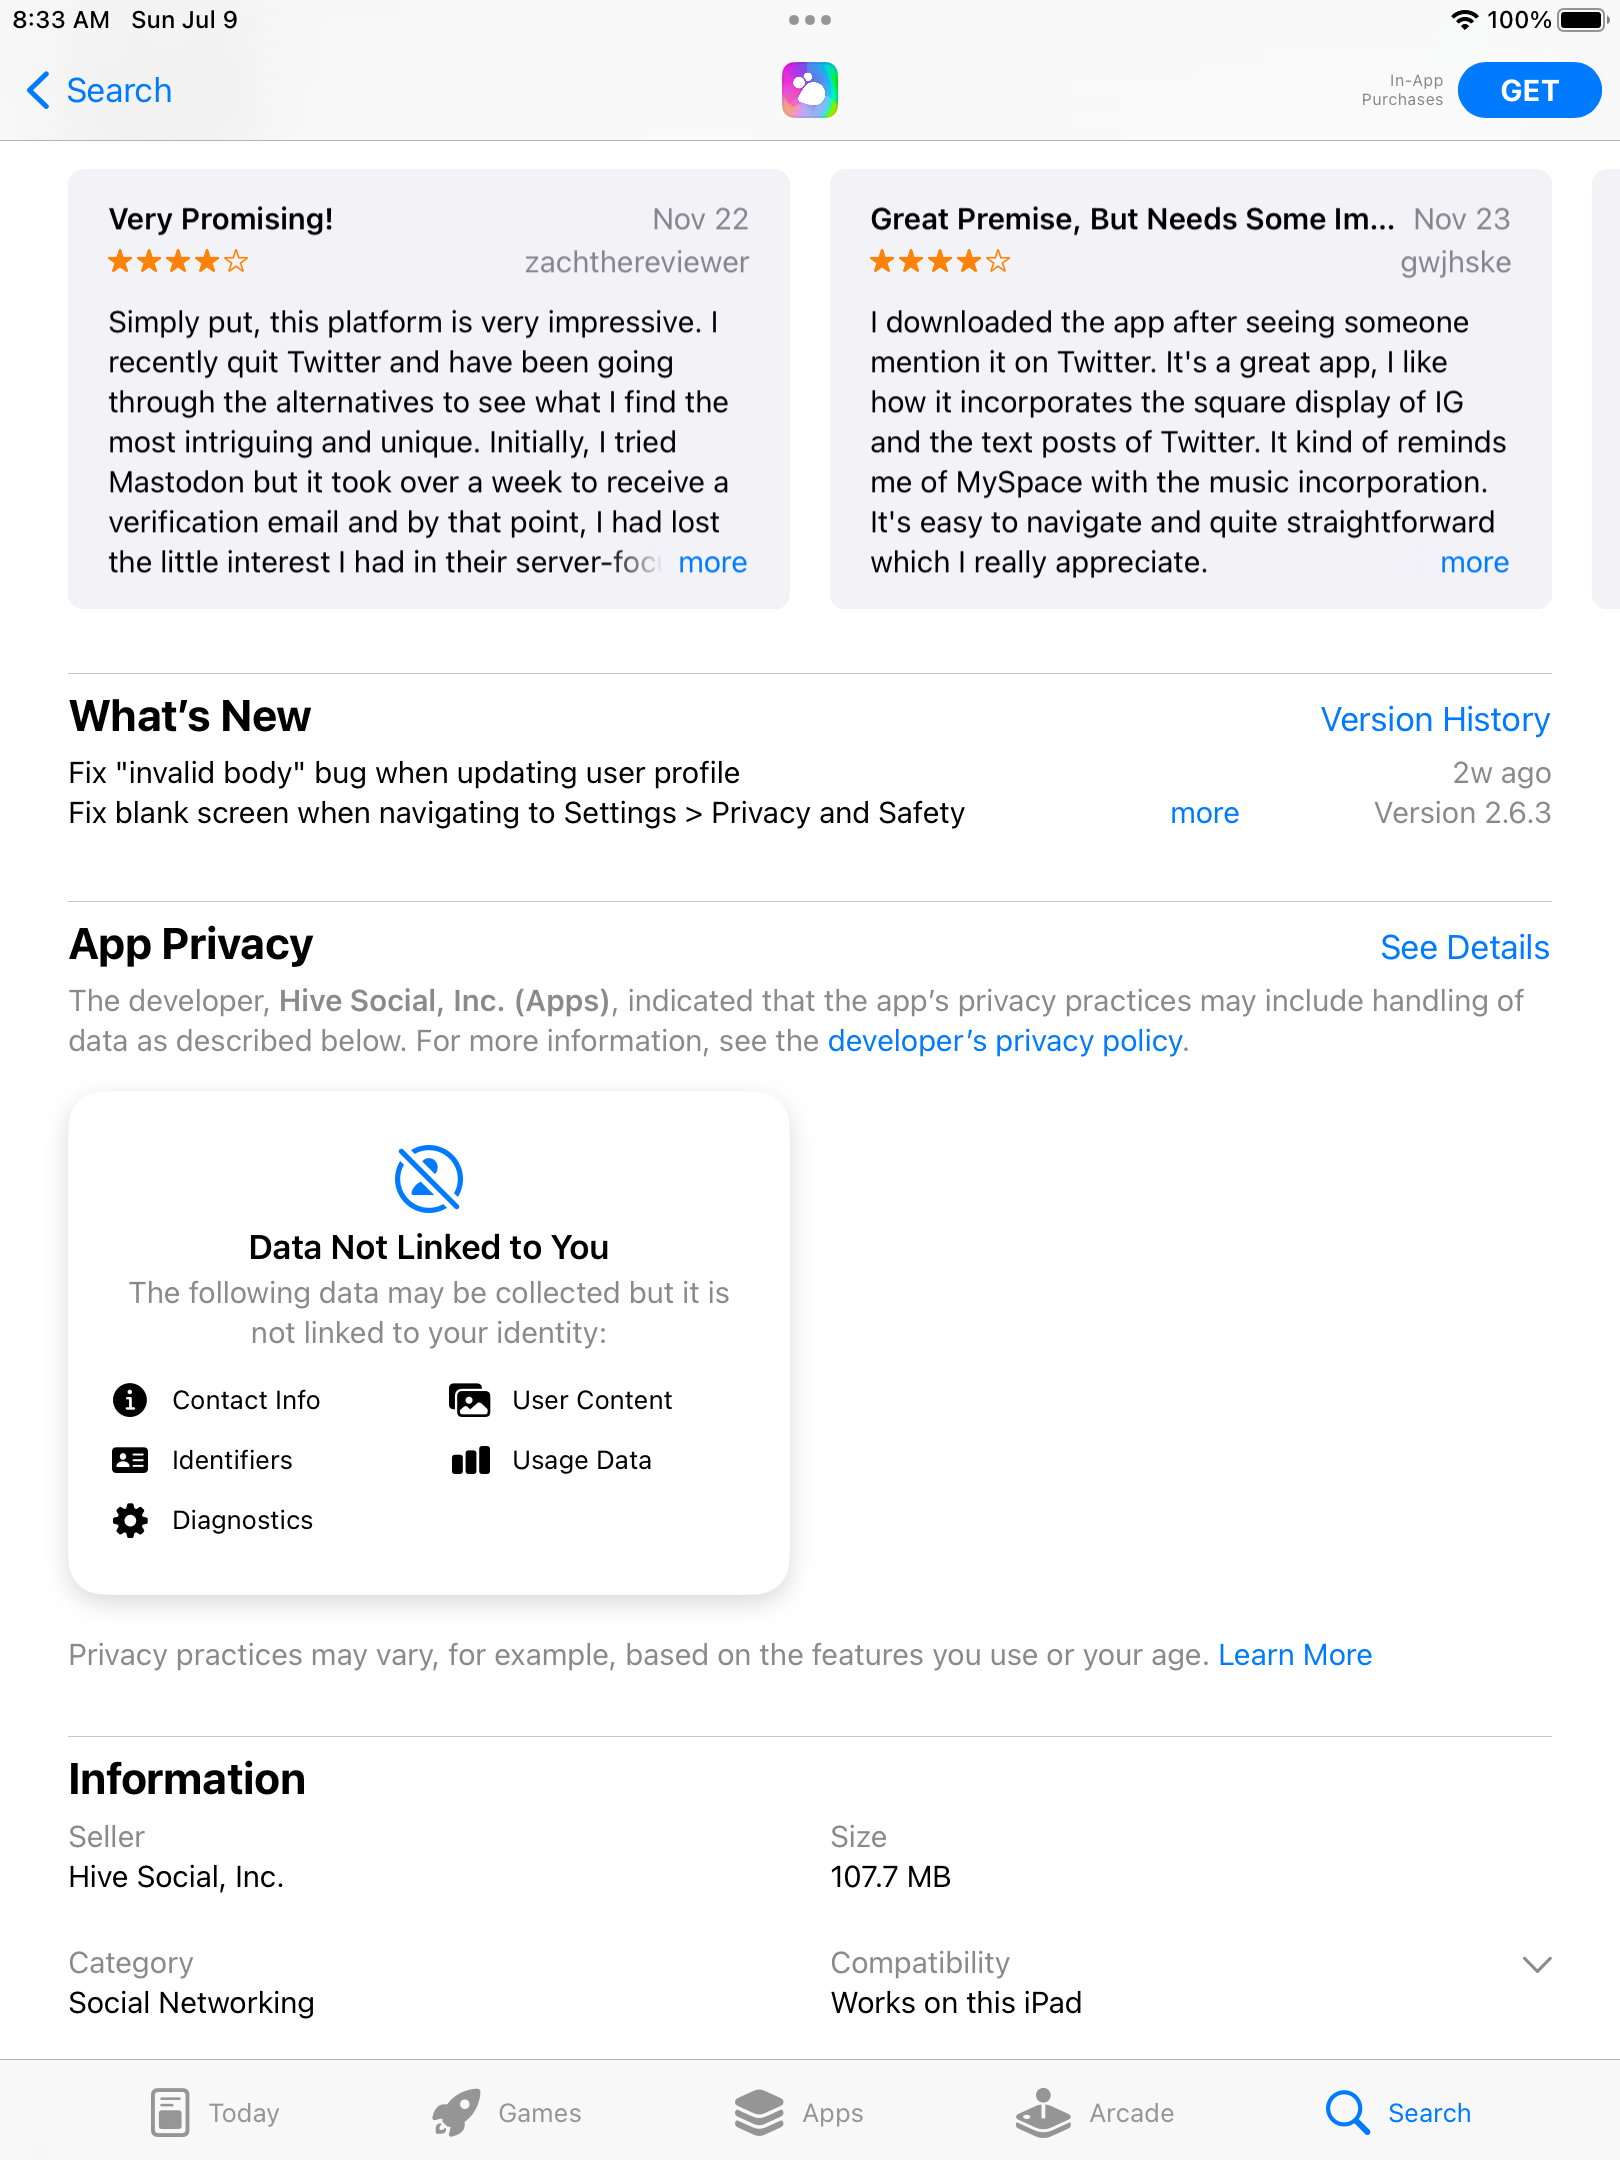 8:33 AM Sun Jul 9
100%
Search
In-App
Purchases
GET
Very Promising!
Nov 22
zachthereviewer
Simply put, this platform is very impressive. I
recently quit Twitter and have been going
through the alternatives to see what I find the
most intriguing and unique. Initially, I tried
Mastodon but it took over a week to receive a
verification email and by that point, I had lost
the little interest I had in their server-foc more
Great Premise, But Needs Some Im...
Nov 23
gwjhske
I downloaded the app after seeing someone
mention it on Twitter. It's a great app, I like
how it incorporates the square display of IG
and the text posts of Twitter. It kind of reminds
me of MySpace with the music incorporation.
It's easy to navigate and quite straightforward
which I really appreciate. more
What's New
Version History
Fix "invalid body" bug when updating user profile
2w ago
Fix blank screen when navigating to Settings > Privacy and Safety
more
Version 2.6.3
App Privacy
See Details
The developer, Hive Social, Inc. (Apps), indicated that the app's privacy practices may include handling of
data as described below. For more information, see the developer's privacy policy.
Data Not Linked to You
The following data may be collected but it is
not linked to your identity:
Contact Info
User Content
Identifiers
Usage Data
Diagnostics
Privacy practices may vary, for example, based on the features you use or your age. Learn More
Information
Seller
Hive Social, Inc.
Size
107.7 MB
Category
Social Networking
Compatibility
Works on this iPad
Today
Games
Apps
Arcade
Search